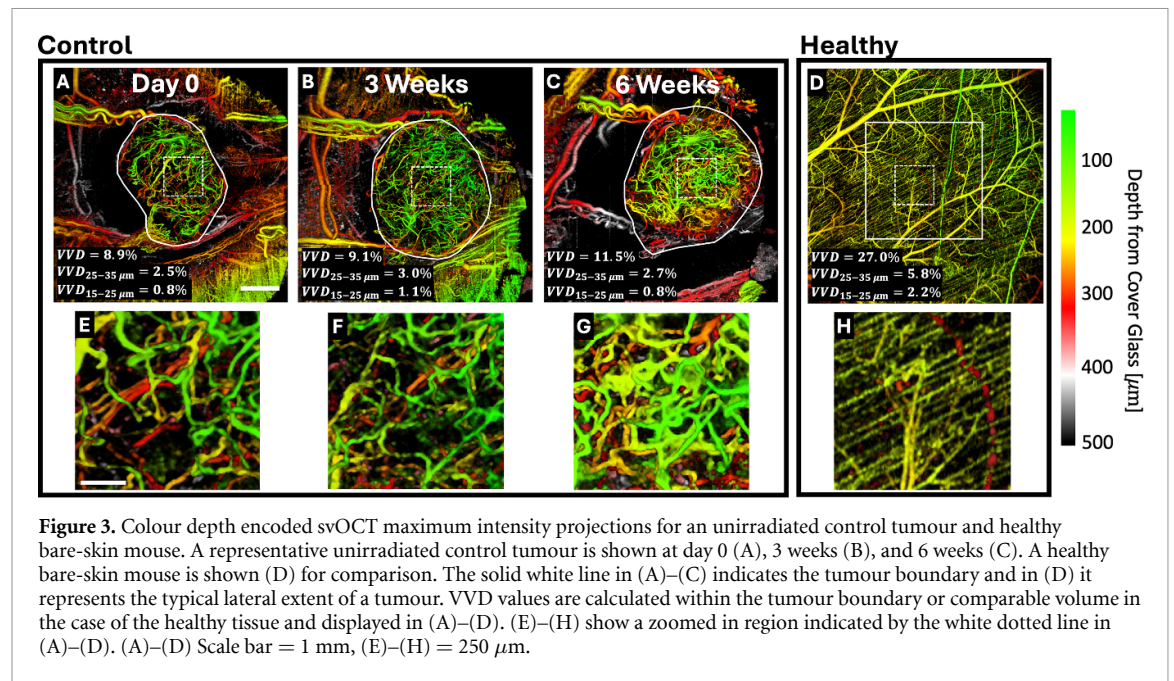 Control
Healthy
A
Day 0
B
3 Weeks
C
6 Weeks
D
VVD = 8.9%
VVD25−35 μm = 2.5%
VVD15−25 μm = 0.8%
VVD = 9.1%
VVD25−35 μm = 3.0%
VVD15−25 μm = 1.1%
VVD = 11.5%
VVD25−35 μm = 2.7%
VVD15−25 μm = 0.8%
VVD = 27.0%
VVD25−35 μm = 5.8%
VVD15−25 μm = 2.2%
E
F
G
H
100
200
300
400
500
Depth from Cover Glass [μm]
Figure 3. Colour depth encoded svOCT maximum intensity projections for an unirradiated control tumour and healthy
bare-skin mouse. A representative unirradiated control tumour is shown at day 0 (A), 3 weeks (B), and 6 weeks (C). A healthy
bare-skin mouse is shown (D) for comparison. The solid white line in (A)–(C) indicates the tumour boundary and in (D) it
represents the typical lateral extent of a tumour. VVD values are calculated within the tumour boundary or comparable volume in
the case of the healthy tissue and displayed in (A)–(D). (E)–(H) show a zoomed in region indicated by the white dotted line in
(A)–(D). (A)–(D) Scale bar = 1 mm, (E)–(H) = 250 μm.